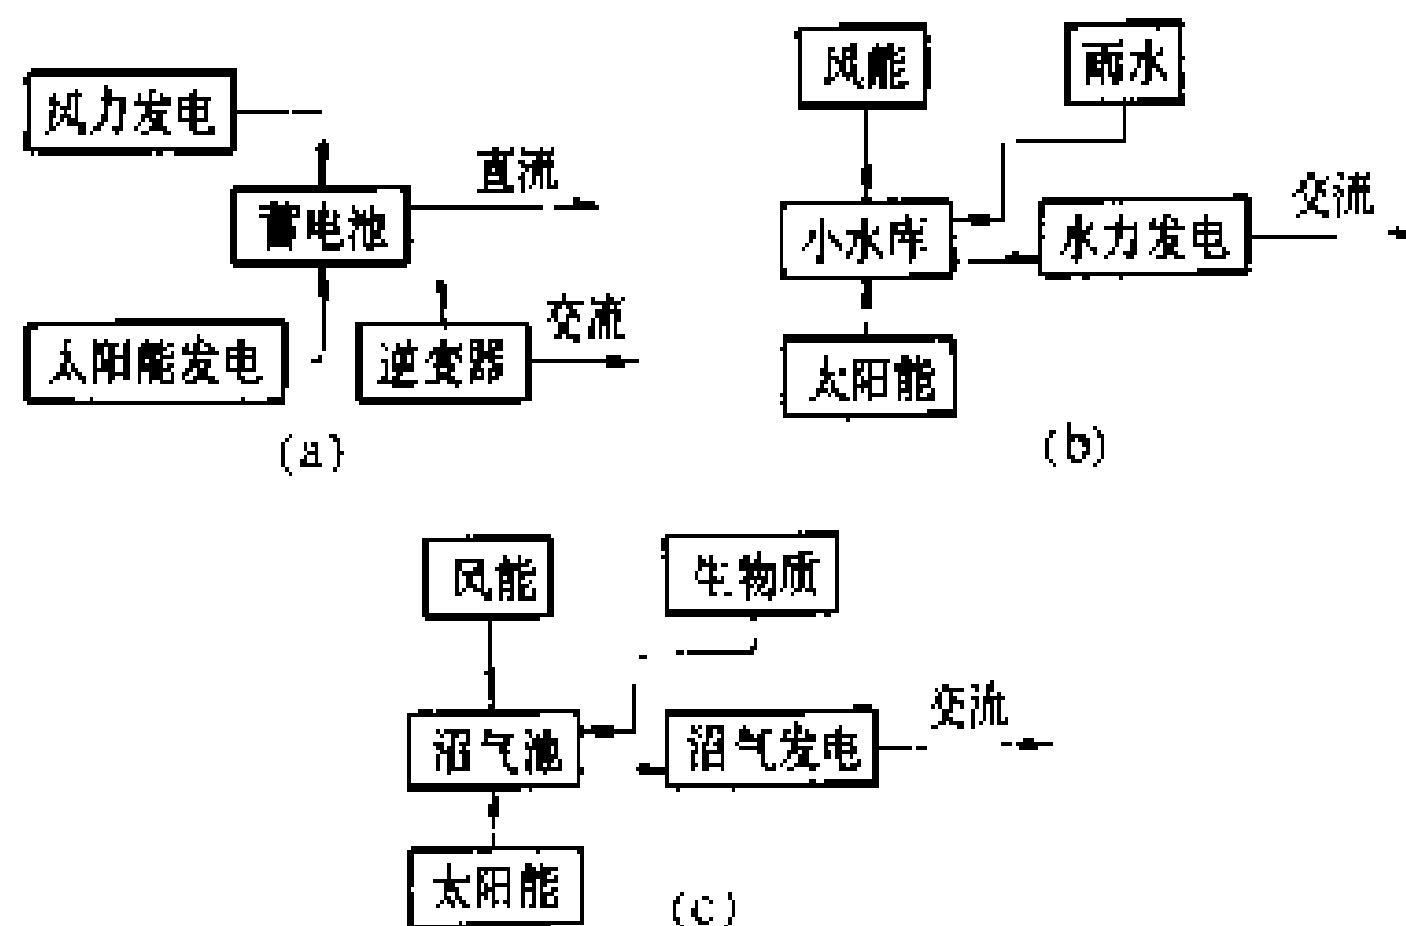 风力发电
蓄电池
直流
太阳能发电
逆变器
交流
(a)
风能
雨水
小水库
水力发电
交流
太阳能
(b)
风能
生物质
沼气池
沼气发电
交流
太阳能
(c)